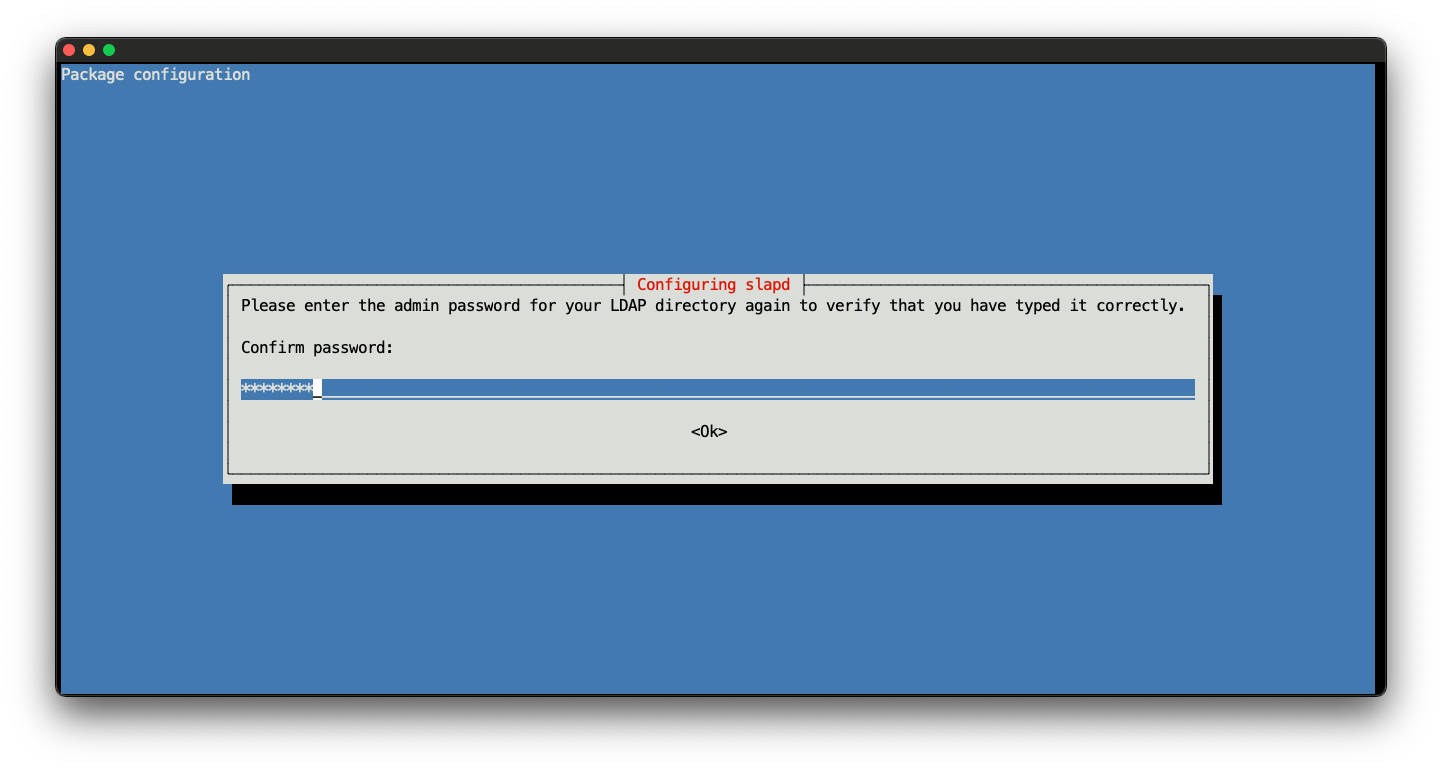 Package configuration
Configuring slapd
Please enter the admin password for your LDAP directory again to verify that you have typed it correctly.
Confirm password:
********
<Ok>